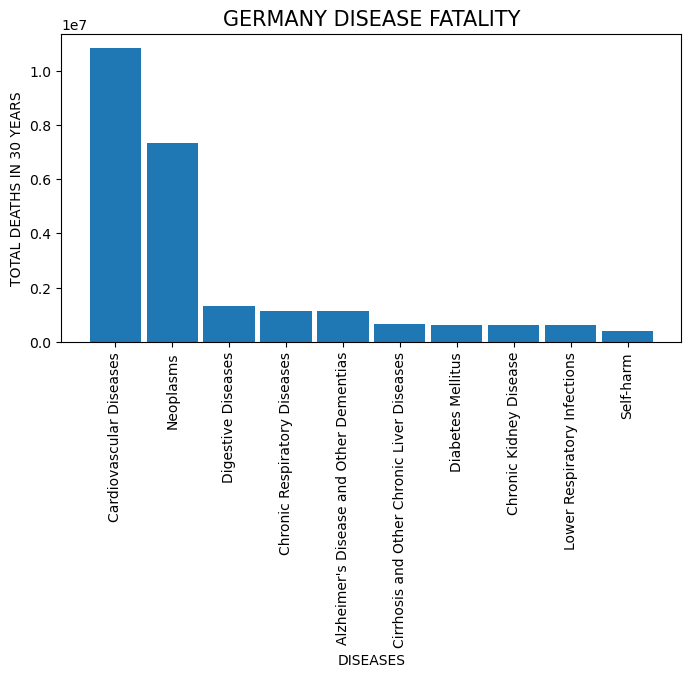 GERMANY DISEASE FATALITY
1e7
TOTAL DEATHS IN 30 YEARS
1.0
0.8
0.6
0.4
0.2
0.0
Cardiovascular Diseases
Neoplasms
Digestive Diseases
Chronic Respiratory Diseases
Alzheimer's Disease and Other Dementias
Cirrhosis and Other Chronic Liver Diseases
Diabetes Mellitus
Chronic Kidney Disease
Lower Respiratory Infections
Self-harm
DISEASES